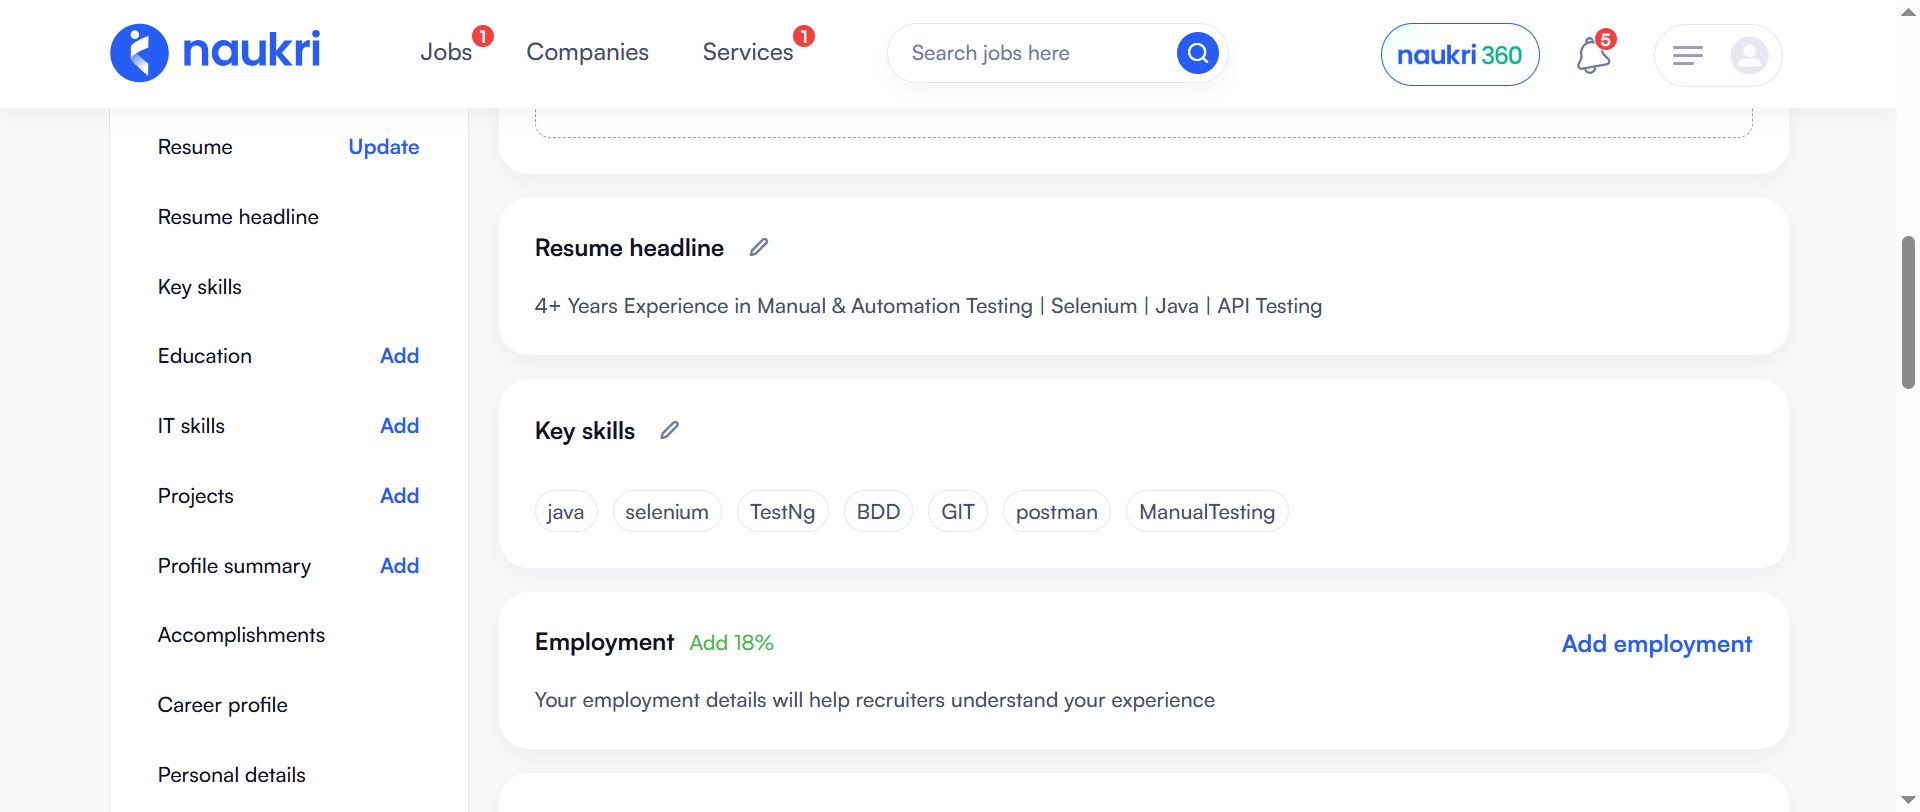 naukri
Jobs 1
Companies
Services 1
Search jobs here
naukri 360
5
Resume Update
Resume headline
Key skills
Education Add
IT skills Add
Projects Add
Profile summary Add
Accomplishments
Career profile
Personal details
Resume headline
4+ Years Experience in Manual & Automation Testing | Selenium | Java | API Testing
Key skills
java selenium TestNg BDD GIT postman ManualTesting
Employment Add 18% Add employment
Your employment details will help recruiters understand your experience